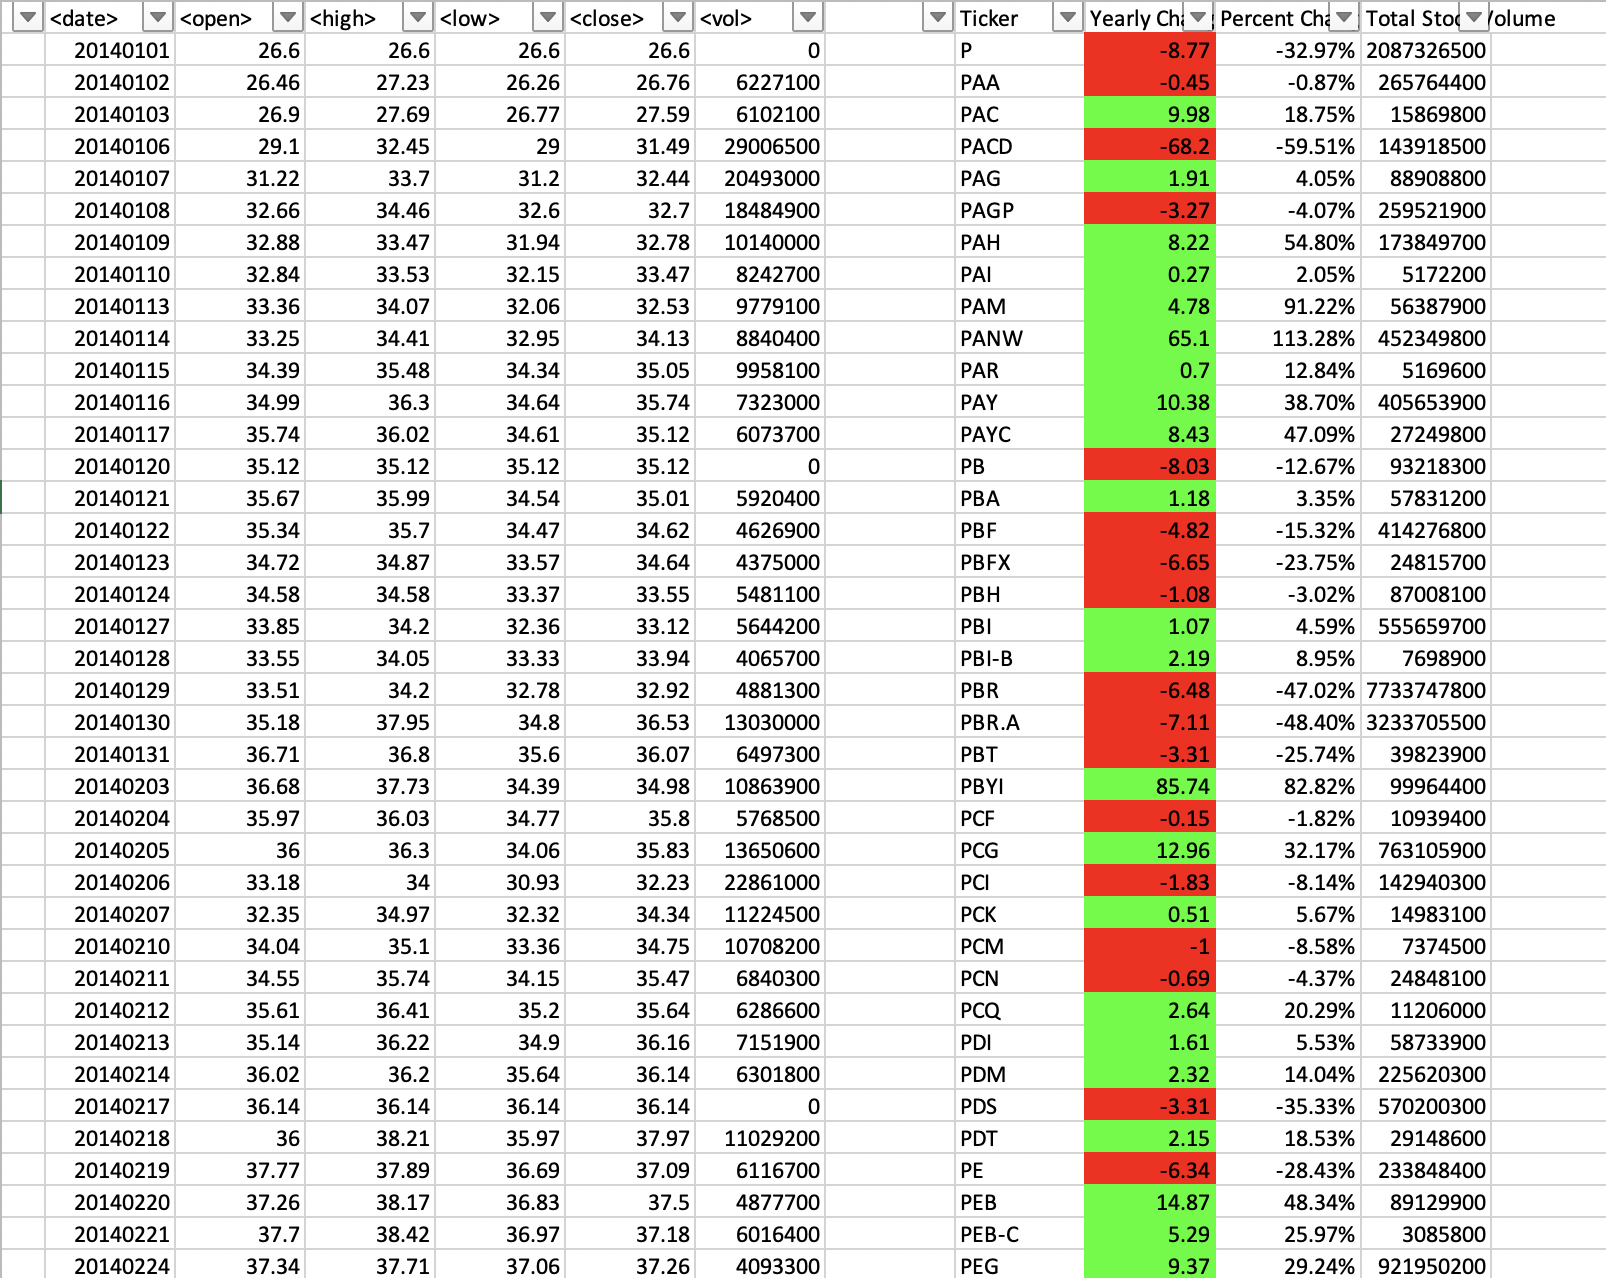 <date> <open> <high> <low> <close> <vol> Ticker Yearly Cha Percent Cha Total Stoc Volume
20140101 26.6 26.6 26.6 26.6 0 P -8.77 -32.97% 2087326500
20140102 26.46 27.23 26.26 26.76 6227100 PAA -0.45 -0.87% 265764400
20140103 26.9 27.69 26.77 27.59 6102100 PAC 9.98 18.75% 15869800
20140106 29.1 32.45 29 31.49 29006500 PACD -68.2 -59.51% 143918500
20140107 31.22 33.7 31.2 32.44 20493000 PAG 1.91 4.05% 88908800
20140108 32.66 34.46 32.6 32.7 18484900 PAGP -3.27 -4.07% 259521900
20140109 32.88 33.47 31.94 32.78 10140000 PAH 8.22 54.80% 173849700
20140110 32.84 33.53 32.15 33.47 8242700 PAI 0.27 2.05% 5172200
20140113 33.36 34.07 32.06 32.53 9779100 PAM 4.78 91.22% 56387900
20140114 33.25 34.41 32.95 34.13 8840400 PANW 65.1 113.28% 452349800
20140115 34.39 35.48 34.34 35.05 9958100 PAR 0.7 12.84% 5169600
20140116 34.99 36.3 34.64 35.74 7323000 PAY 10.38 38.70% 405653900
20140117 35.74 36.02 34.61 35.12 6073700 PAYC 8.43 47.09% 27249800
20140120 35.12 35.12 35.12 35.12 0 PB -8.03 -12.67% 93218300
20140121 35.67 35.99 34.54 35.01 5920400 PBA 1.18 3.35% 57831200
20140122 35.34 35.7 34.47 34.62 4626900 PBF -4.82 -15.32% 414276800
20140123 34.72 34.87 33.57 34.64 4375000 PBFX -6.65 -23.75% 24815700
20140124 34.58 34.58 33.37 33.55 5481100 PBH -1.08 -3.02% 87008100
20140127 33.85 34.2 32.36 33.12 5644200 PBI 1.07 4.59% 555659700
20140128 33.55 34.05 33.33 33.94 4065700 PBI-B 2.19 8.95% 7698900
20140129 33.51 34.2 32.78 32.92 4881300 PBR -6.48 -47.02% 7733747800
20140130 35.18 37.95 34.8 36.53 13030000 PBR.A -7.11 -48.40% 3233705500
20140131 36.71 36.8 35.6 36.07 6497300 PBT -3.31 -25.74% 39823900
20140203 36.68 37.73 34.39 34.98 10863900 PBYI 85.74 82.82% 99964400
20140204 35.97 36.03 34.77 35.8 5768500 PCF -0.15 -1.82% 10939400
20140205 36 36.3 34.06 35.83 13650600 PCG 12.96 32.17% 763105900
20140206 33.18 34 30.93 32.23 22861000 PCI -1.83 -8.14% 142940300
20140207 32.35 34.97 32.32 34.34 11224500 PCK 0.51 5.67% 14983100
20140210 34.04 35.1 33.36 34.75 10708200 PCM -1 -8.58% 7374500
20140211 34.55 35.74 34.15 35.47 6840300 PCN -0.69 -4.37% 24848100
20140212 35.61 36.41 35.2 35.64 6286600 PCQ 2.64 20.29% 11206000
20140213 35.14 36.22 34.9 36.16 7151900 PDI 1.61 5.53% 58733900
20140214 36.02 36.2 35.64 36.14 6301800 PDM 2.32 14.04% 225620300
20140217 36.14 36.14 36.14 36.14 0 PDS -3.31 -35.33% 570200300
20140218 36 38.21 35.97 37.97 11029200 PDT 2.15 18.53% 29148600
20140219 37.77 37.89 36.69 37.09 6116700 PE -6.34 -28.43% 233848400
20140220 37.26 38.17 36.83 37.5 4877700 PEB 14.87 48.34% 89129900
20140221 37.7 38.42 36.97 37.18 6016400 PEB-C 5.29 25.97% 3085800
20140224 37.34 37.71 37.06 37.26 4093300 PEG 9.37 29.24% 921950200